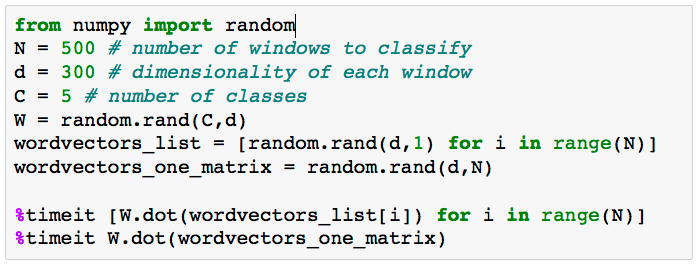 from numpy import random
N = 500 # number of windows to classify
d = 300 # dimensionality of each window
C = 5 # number of classes
W = random.rand(C,d)
wordvectors_list = [random.rand(d,1) for i in range(N)]
wordvectors_one_matrix = random.rand(d,N)
%timeit [W.dot(wordvectors_list[i]) for i in range(N)]
%timeit W.dot(wordvectors_one_matrix)